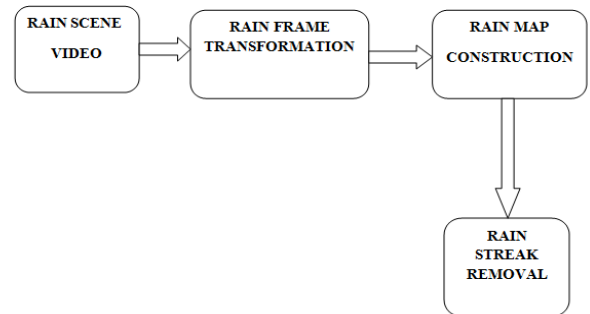 RAIN SCENE
VIDEO
RAIN FRAME
TRANSFORMATION
RAIN MAP
CONSTRUCTION
RAIN
STREAK
REMOVAL